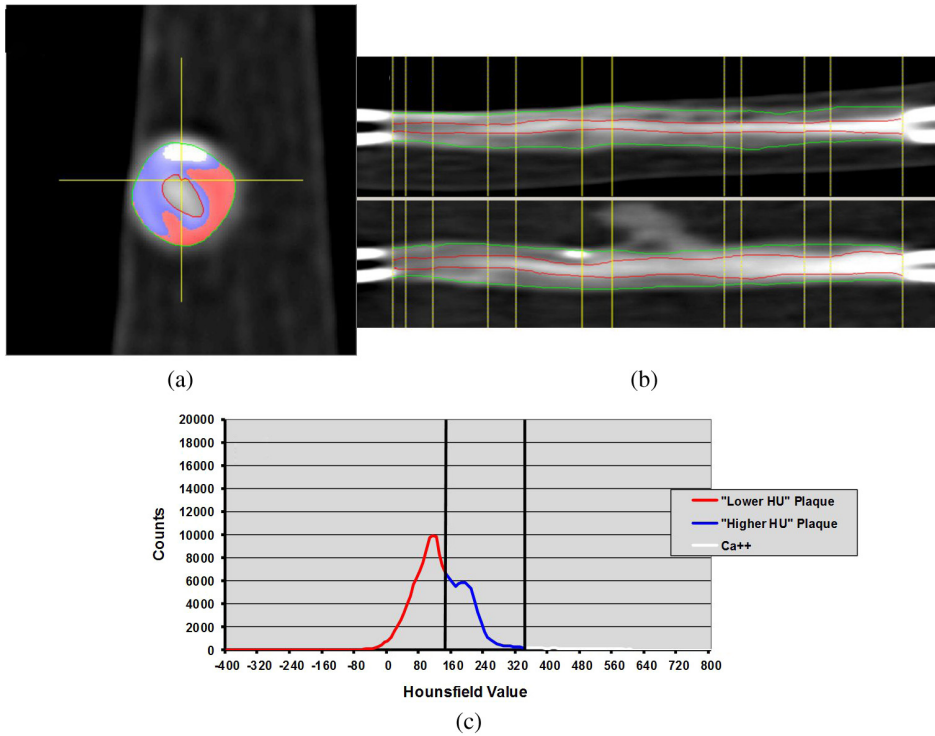 (a)
(b)
20000
18000
16000
14000
12000
10000
8000
6000
4000
2000
0
Counts
-400 -320 -240 -160 -80 0 80 160 240 320 400 480 560 640 720 800
Hounsfield Value
"Lower HU" Plaque
"Higher HU" Plaque
Ca++
(c)